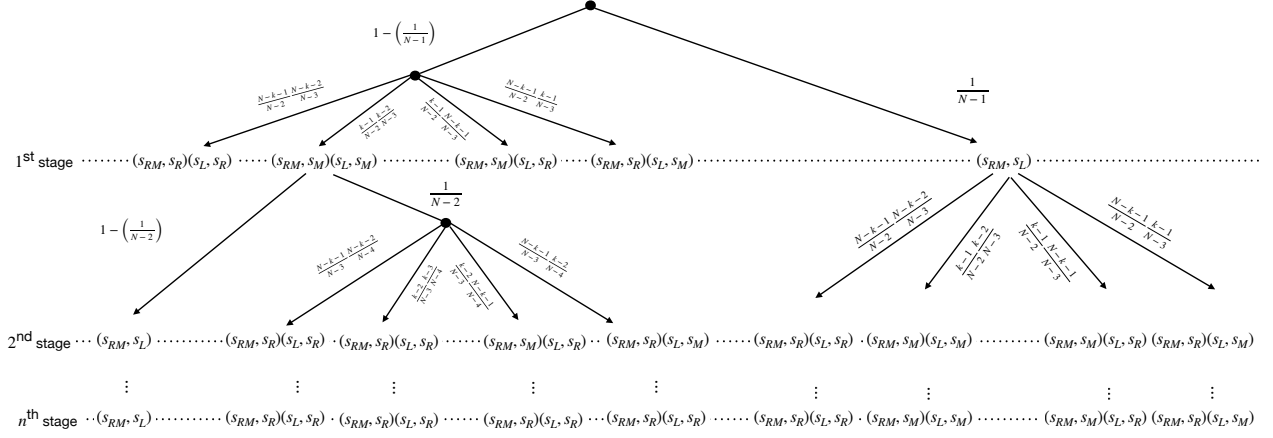 1 − (1/(N−1))
1/(N−1)
(N−k−1)/(N−2) (N−k−2)/(N−3)
(k−1)/(N−2) (k−2)/(N−3)
(k−1)/(N−2) (N−k−1)/(N−3)
(N−k−1)/(N−2) (k−1)/(N−3)
1st stage ········ (s_RM, s_R)(s_L, s_R) ······ (s_RM, s_M)(s_L, s_M) ············ (s_RM, s_M)(s_L, s_R) ····· (s_RM, s_R)(s_L, s_M) ············ (s_RM, s_L) ············
1 − (1/(N−2))
1/(N−2)
(N−k−1)/(N−3) (N−k−2)/(N−4)
(k−2)/(N−3) (k−3)/(N−4)
(k−2)/(N−3) (N−k−1)/(N−4)
(N−k−1)/(N−3) (k−2)/(N−4)
(N−k−1)/(N−2) (N−k−2)/(N−3)
(k−1)/(N−2) (k−2)/(N−3)
(k−1)/(N−2) (N−k−1)/(N−3)
(N−k−1)/(N−2) (k−1)/(N−3)
2nd stage ··· (s_RM, s_L) ············ (s_RM, s_R)(s_L, s_R) · (s_RM, s_R)(s_L, s_R) ······ (s_RM, s_M)(s_L, s_R) ·· (s_RM, s_R)(s_L, s_M) ········ (s_RM, s_R)(s_L, s_R) · (s_RM, s_M)(s_L, s_M) ············ (s_RM, s_M)(s_L, s_R) (s_RM, s_R)(s_L, s_M)
⋮ ⋮ ⋮ ⋮ ⋮ ⋮ ⋮ ⋮ ⋮
nth stage ·· (s_RM, s_L) ············ (s_RM, s_R)(s_L, s_R) · (s_RM, s_R)(s_L, s_R) ······ (s_RM, s_R)(s_L, s_R) ··· (s_RM, s_R)(s_L, s_R) ········ (s_RM, s_R)(s_L, s_R) · (s_RM, s_M)(s_L, s_M) ············ (s_RM, s_M)(s_L, s_R) (s_RM, s_R)(s_L, s_M)